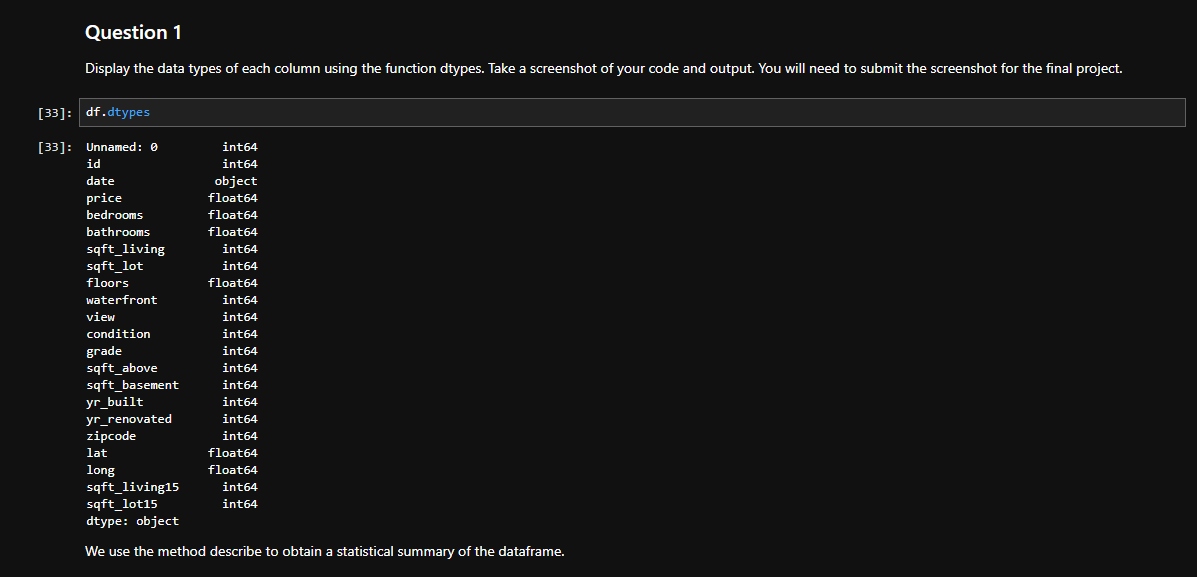 Question 1
Display the data types of each column using the function dtypes. Take a screenshot of your code and output. You will need to submit the screenshot for the final project.
[33]: df.dtypes
[33]: Unnamed: 0 int64
id int64
date object
price float64
bedrooms float64
bathrooms float64
sqft_living int64
sqft_lot int64
floors float64
waterfront int64
view int64
condition int64
grade int64
sqft_above int64
sqft_basement int64
yr_built int64
yr_renovated int64
zipcode int64
lat float64
long float64
sqft_living15 int64
sqft_lot15 int64
dtype: object
We use the method describe to obtain a statistical summary of the dataframe.